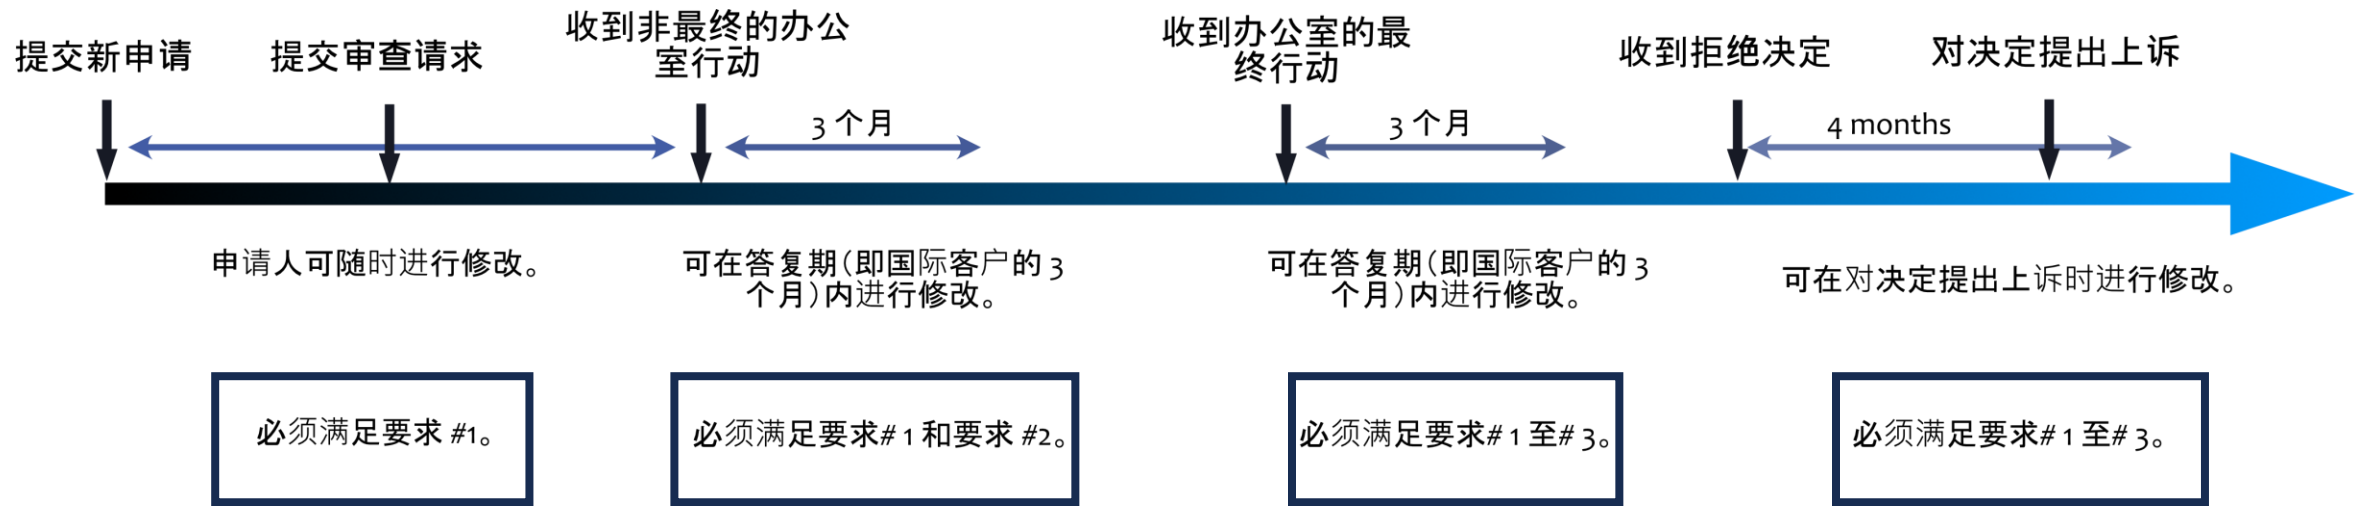 提交新申请
提交审查请求
收到非最终的办公
室行动
收到办公室的最
终行动
收到拒绝决定
对决定提出上诉
3 个月
3 个月
4 months
申请人可随时进行修改。
可在答复期（即国际客户的 3
个月）内进行修改。
可在答复期（即国际客户的 3
个月）内进行修改。
可在对决定提出上诉时进行修改。
必须满足要求 #1。
必须满足要求# 1 和要求 #2。
必须满足要求# 1 至# 3。
必须满足要求# 1 至# 3。